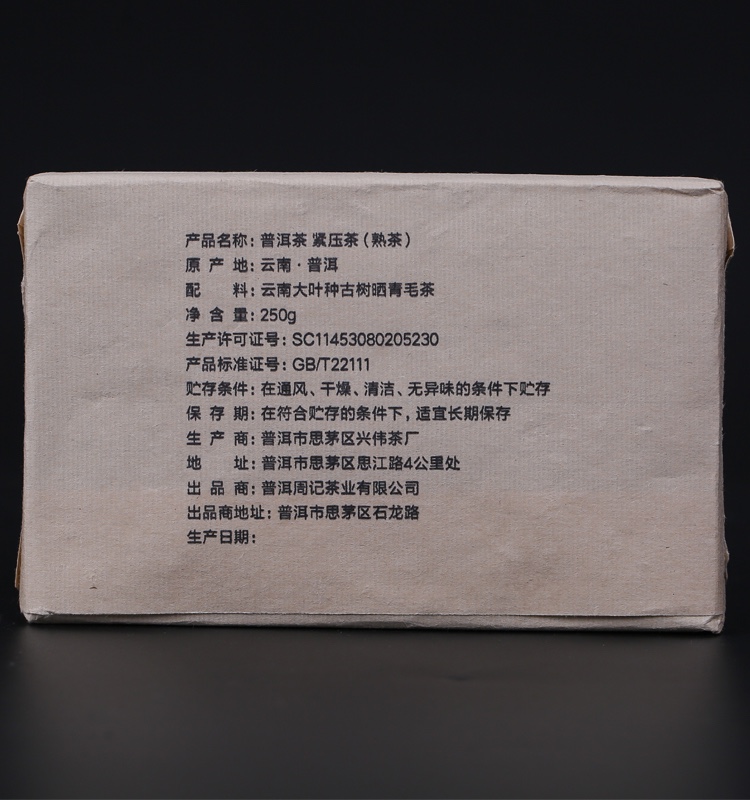 产品名称：普洱茶 紧压茶（熟茶）
原 产 地：云南·普洱
配 料：云南大叶种古树晒青毛茶
净 含 量：250g
生产许可证号：SC11453080205230
产品标准证号：GB/T22111
贮存条件：在通风、干燥、清洁、无异味的条件下贮存
保 存 期：在符合贮存的条件下，适宜长期保存
生 产 商：普洱市思茅区兴伟茶厂
地 址：普洱市思茅区思江路4公里处
出 品 商：普洱周记茶业有限公司
出品商地址：普洱市思茅区石龙路
生产日期：